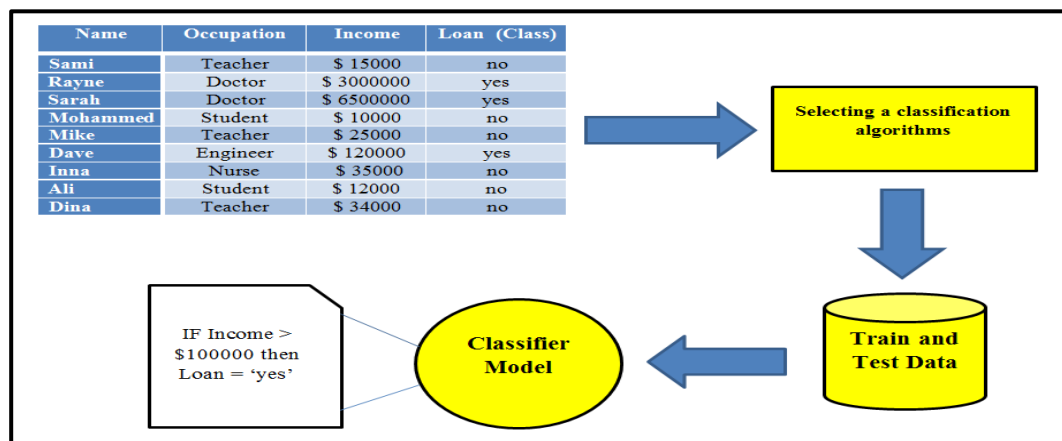 Name Occupation Income Loan (Class)
Sami Teacher $ 15000 no
Rayne Doctor $ 3000000 yes
Sarah Doctor $ 6500000 yes
Mohammed Student $ 10000 no
Mike Teacher $ 25000 no
Dave Engineer $ 120000 yes
Inna Nurse $ 35000 no
Ali Student $ 12000 no
Dina Teacher $ 34000 no
Selecting a classification
algorithms
Train and
Test Data
Classifier
Model
IF Income >
$100000 then
Loan = ‘yes’